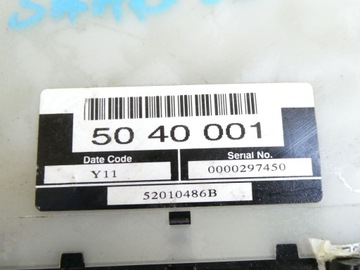 50 40 001
Date Code
Serial No.
Y11
0000297450
52010486B